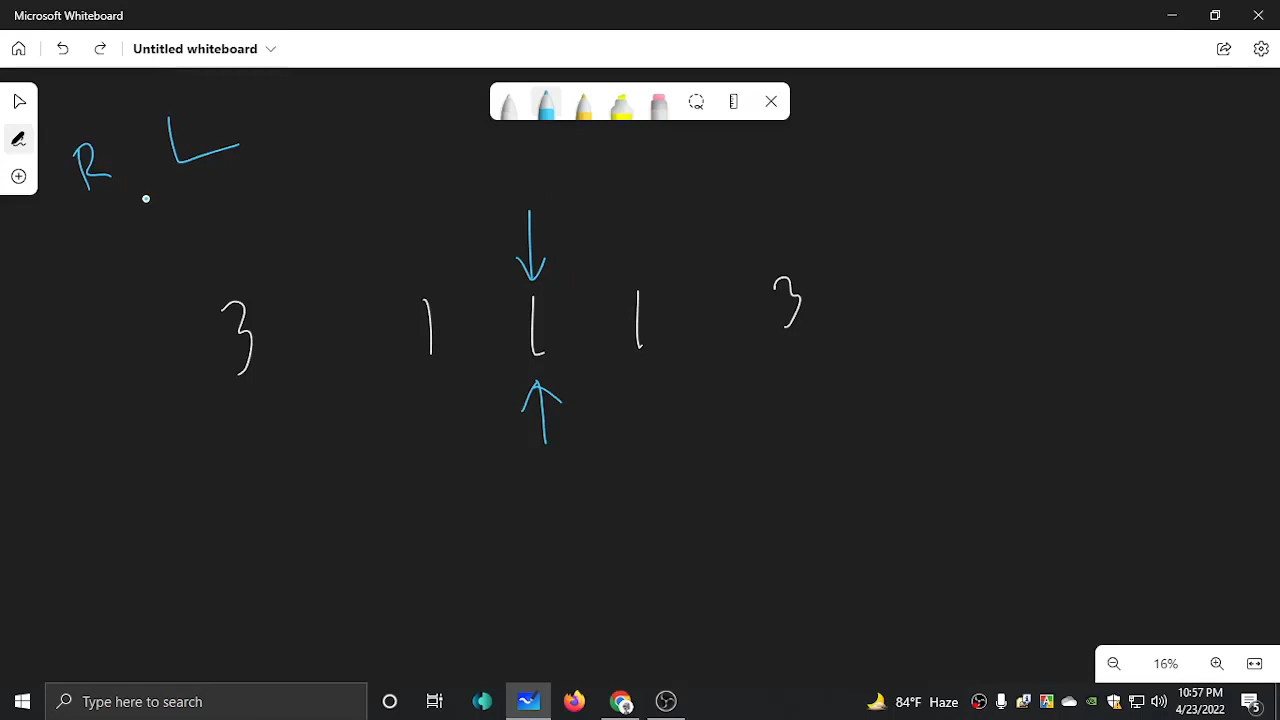 Microsoft Whiteboard
Untitled whiteboard
R L
3 1 1 1 3
16%
Type here to search
84°F Haze
10:57 PM
4/23/2022
5